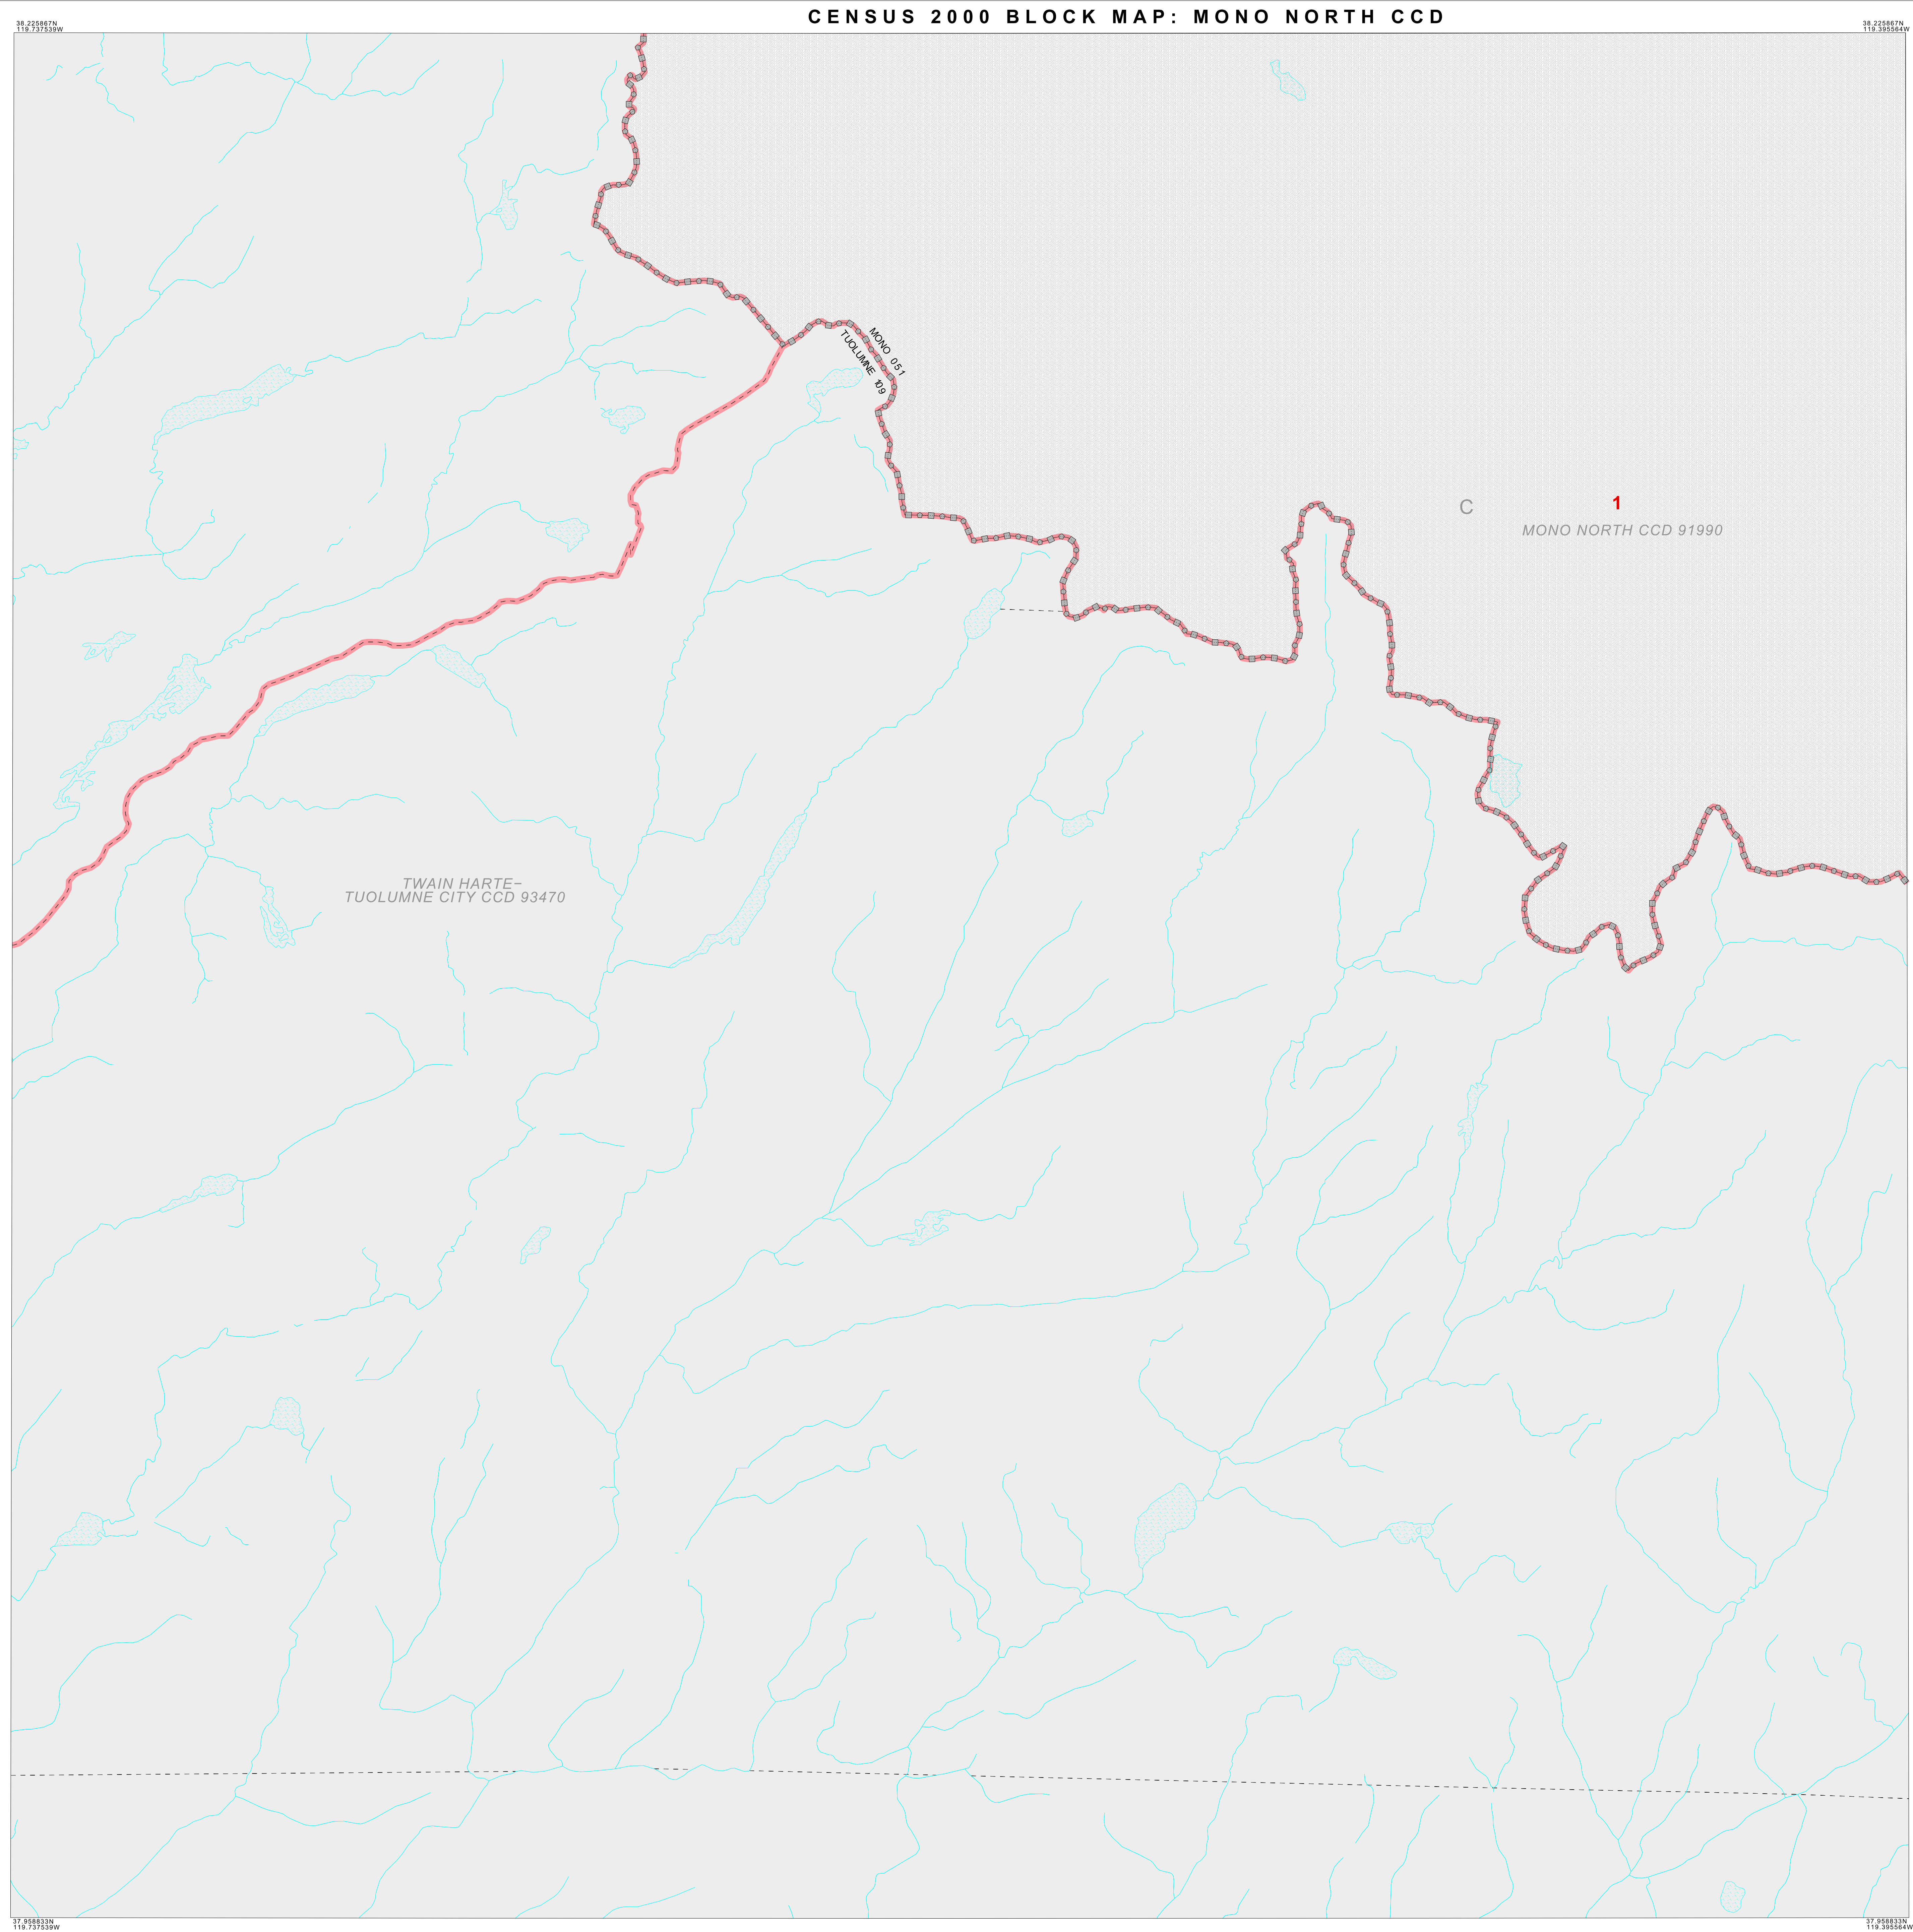 CENSUS 2000 BLOCK MAP: MONO NORTH CCD
38.225867N
119.737539W
38.225867N
119.395564W
MONO 051
TUOLUMNE 109
C
1
MONO NORTH CCD 91990
TWAIN HARTE−
TUOLUMNE CITY CCD 93470
37.958833N
119.737539W
37.958833N
119.395564W